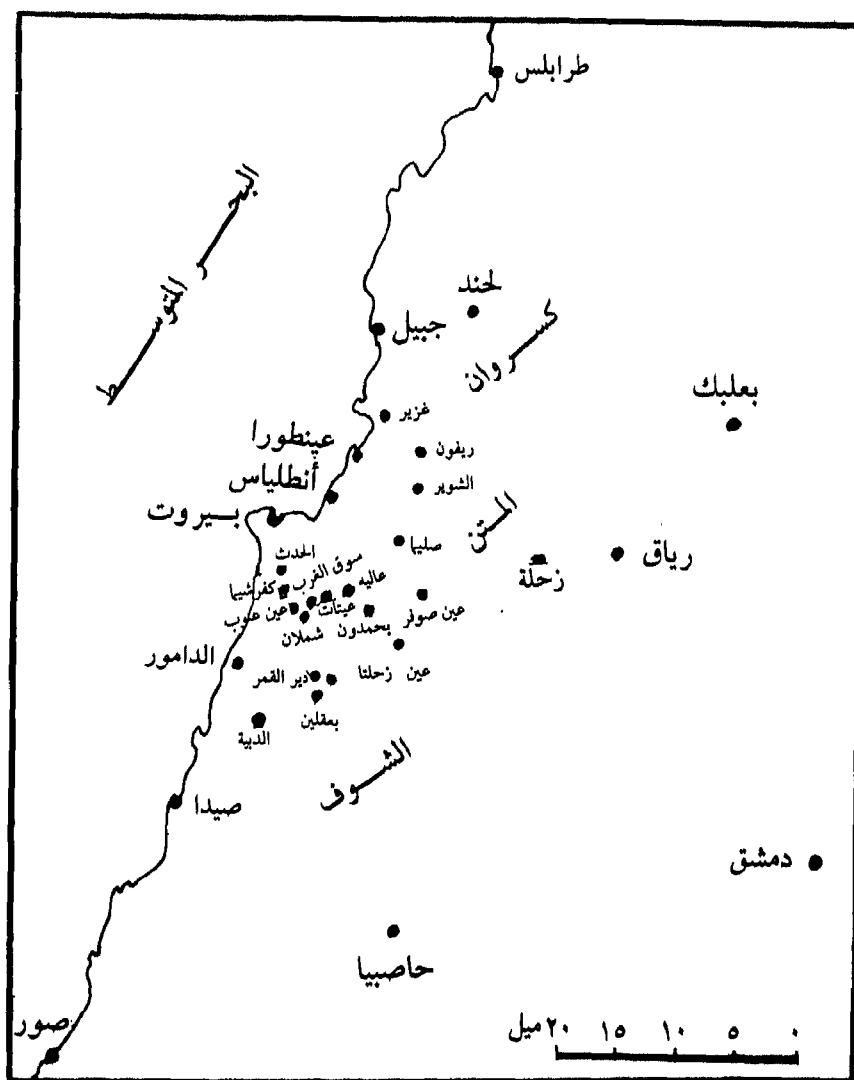 طرابلس
البحر المتوسط
لحند
جبيل
كسروان
بعلبك
غزير
عينطورا
ريفون
أنطلياس
الشوير
بيروت
المتن
صليما
رياق
زحلة
الحدث
سوق الغرب
عاليه
كفرشيما
عين عنوب
عيتات
عين صوفر
بحمدون
شملان
الدامور
عين زحلتا
دير القمر
بعقلين
الدبية
الشوف
صيدا
دمشق
حاصبيا
صور
٠ ٥ ١٠ ١٥ ٢٠ ميل